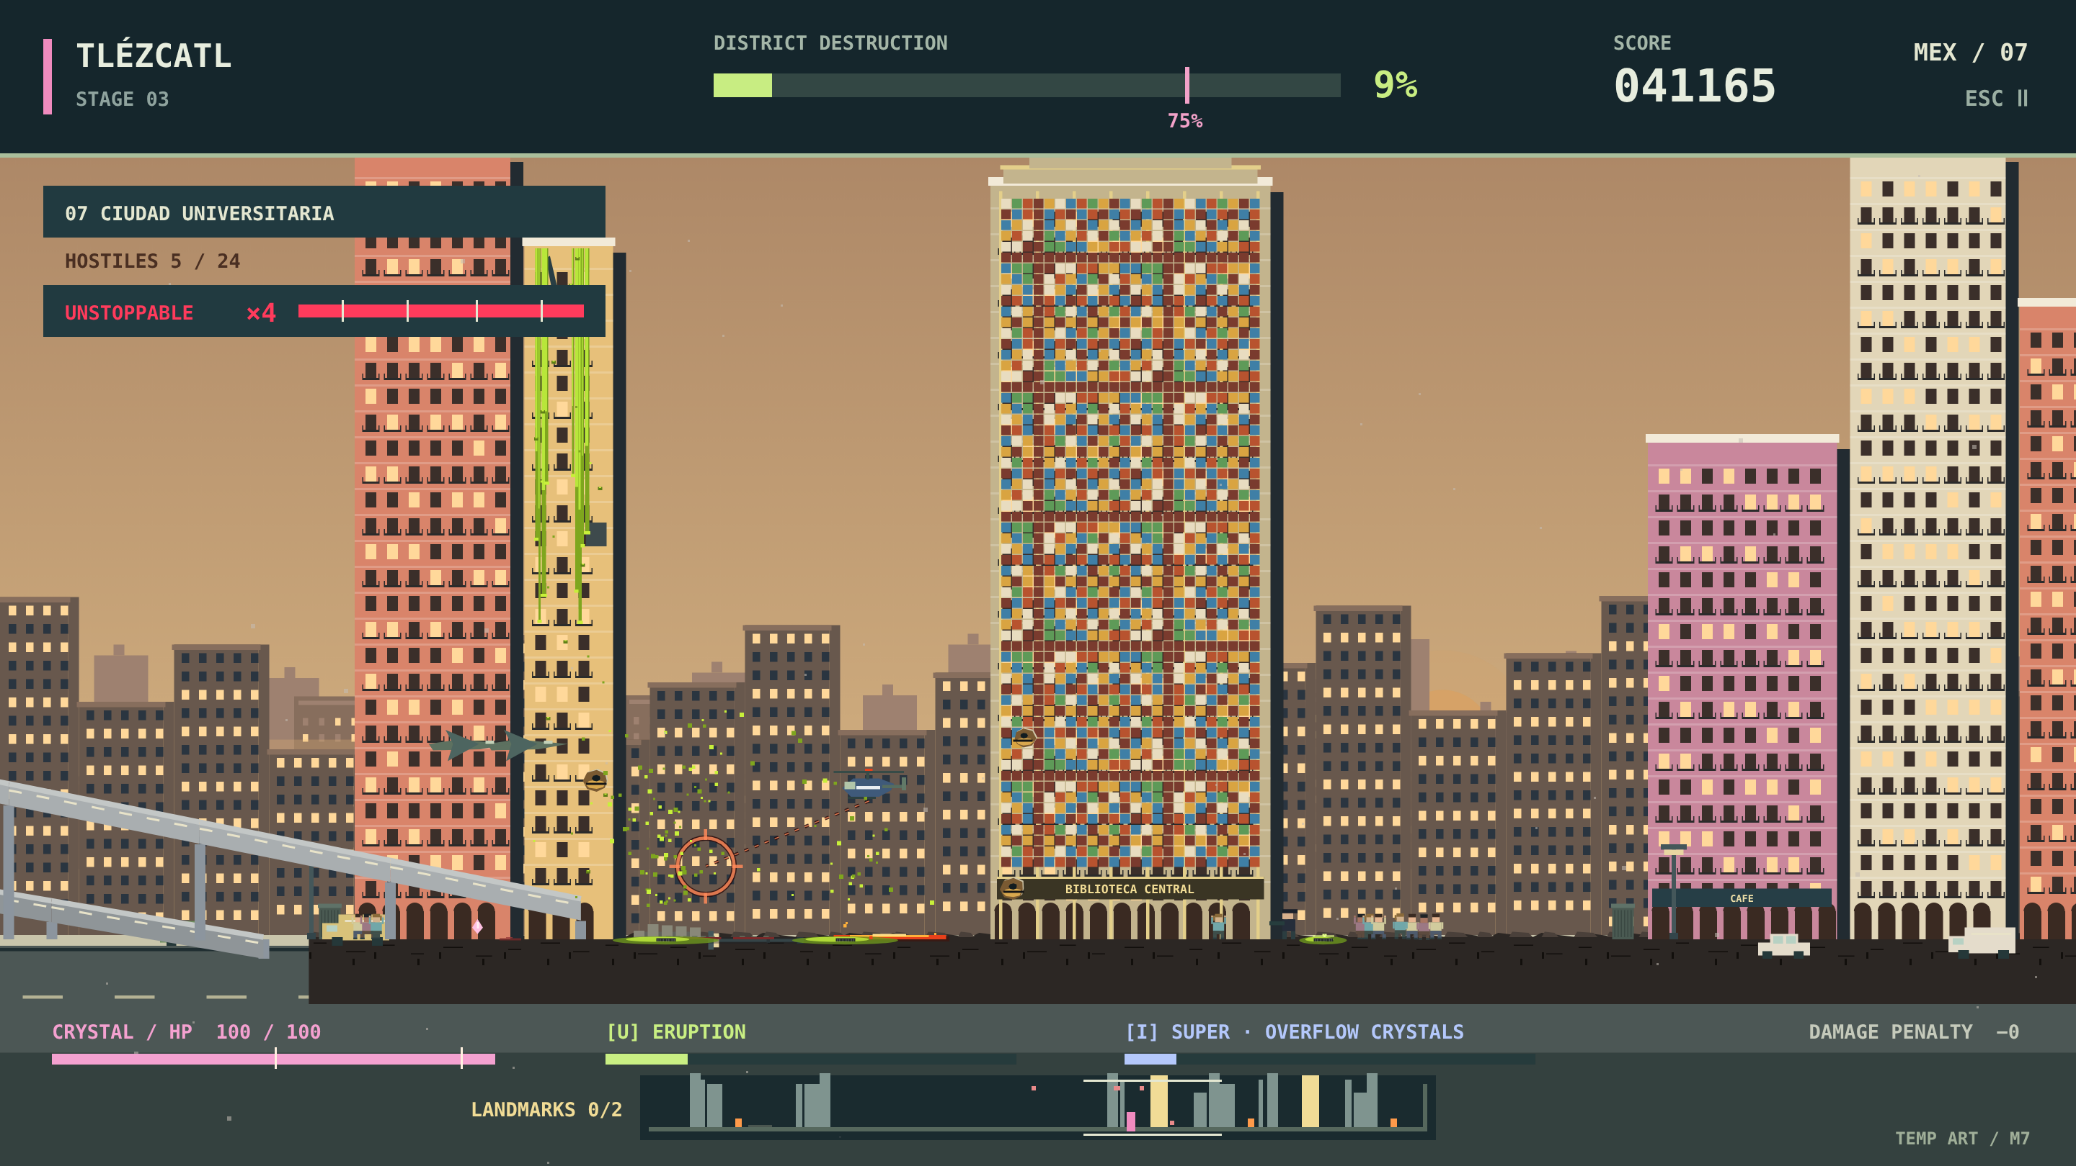 TLÉZCATL
STAGE 03
DISTRICT DESTRUCTION
9%
75%
SCORE
041165
MEX / 07
ESC II
07 CIUDAD UNIVERSITARIA
HOSTILES 5 / 24
UNSTOPPABLE ×4
BIBLIOTECA CENTRAL
CAFE
CRYSTAL / HP 100 / 100
[U] ERUPTION
[I] SUPER · OVERFLOW CRYSTALS
DAMAGE PENALTY −0
LANDMARKS 0/2
TEMP ART / M7